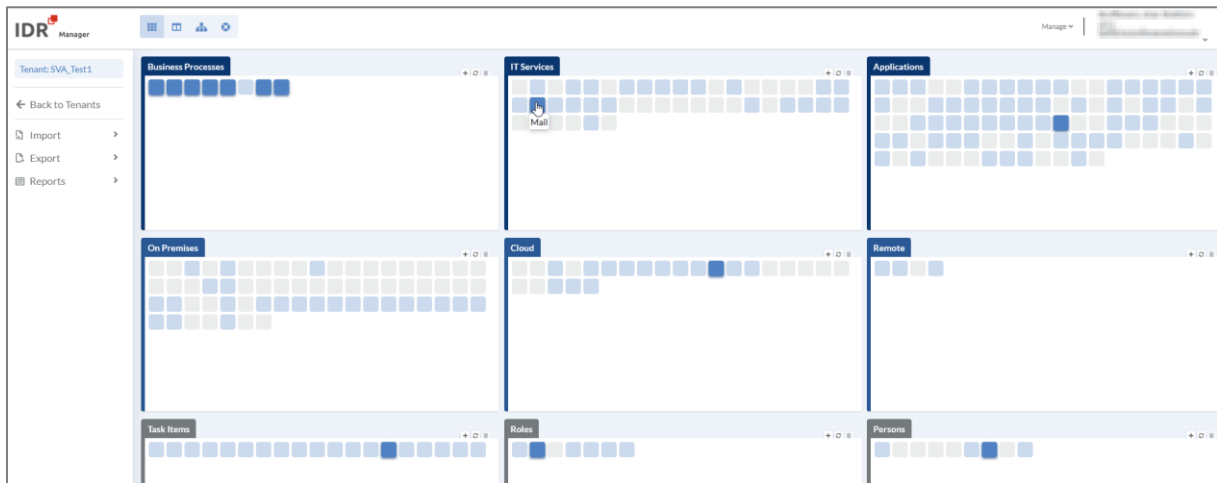 IDR Manager
Manage
Tenant: SVA_Test1
Back to Tenants
Import
Export
Reports
Business Processes
IT Services
Applications
Mail
On Premises
Cloud
Remote
Task Items
Roles
Persons